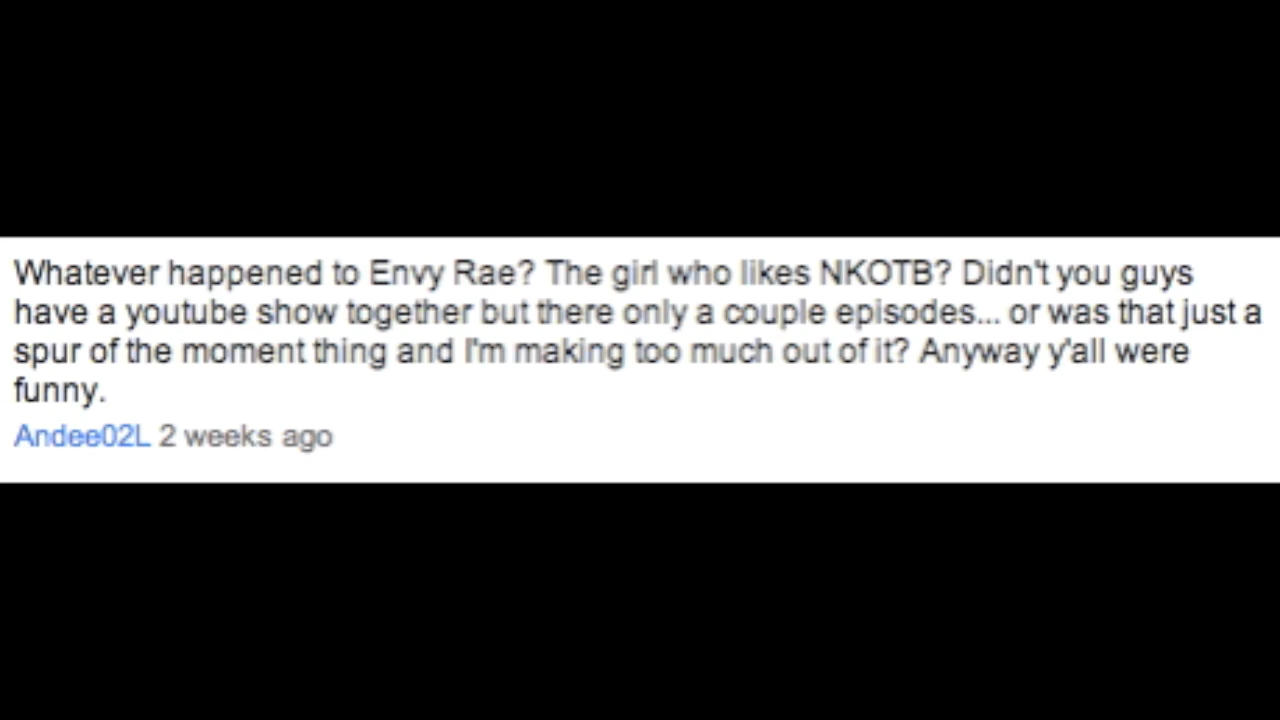 Whatever happened to Envy Rae? The girl who likes NKOTB? Didn't you guys
have a youtube show together but there only a couple episodes... or was that just a
spur of the moment thing and I'm making too much out of it? Anyway y'all were
funny.
Andee02L 2 weeks ago